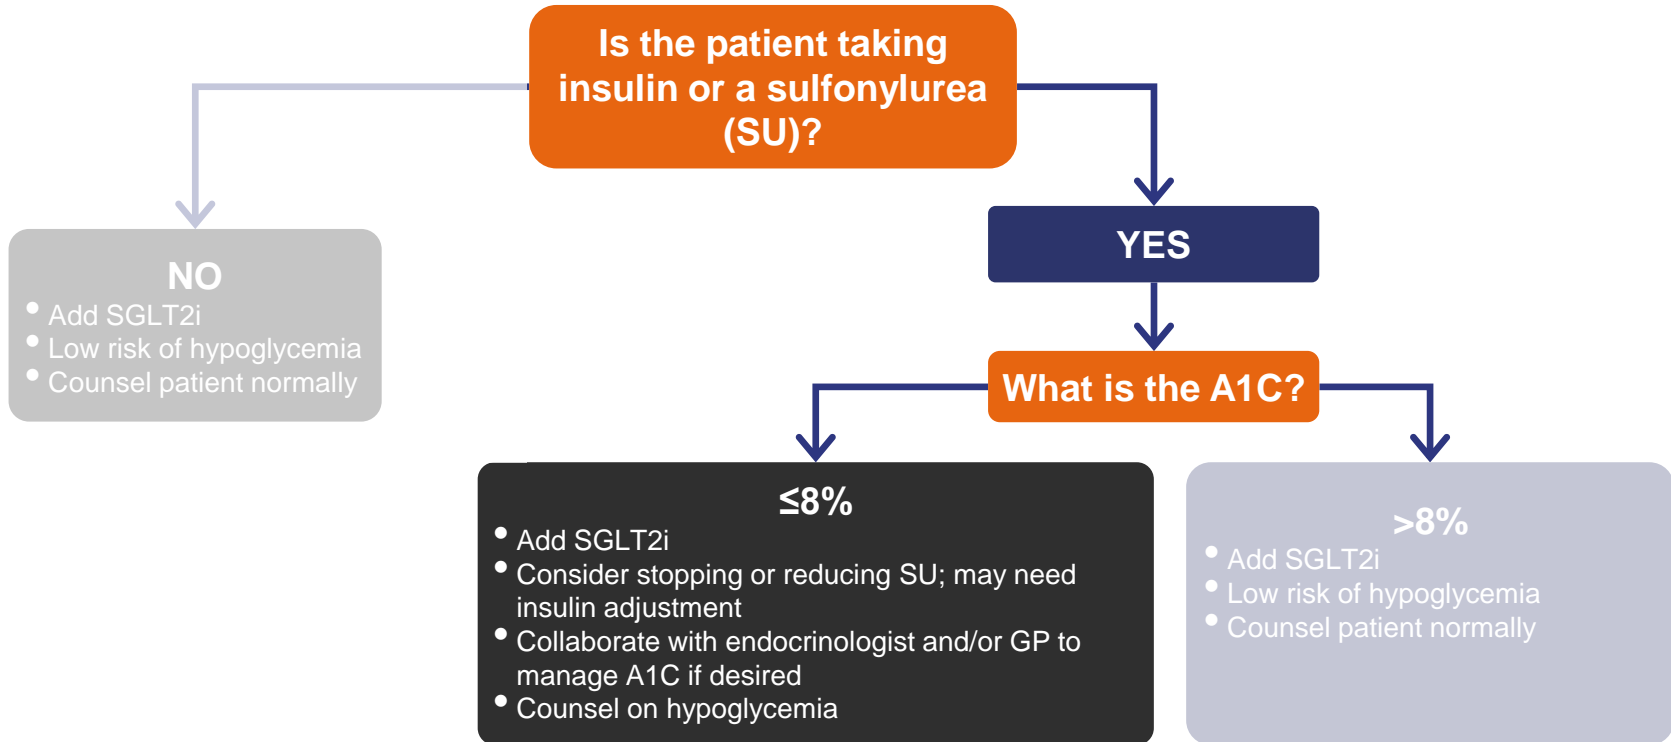 Is the patient taking
insulin or a sulfonylurea
(SU)?
NO
• Add SGLT2i
• Low risk of hypoglycemia
• Counsel patient normally
YES
What is the A1C?
≤8%
• Add SGLT2i
• Consider stopping or reducing SU; may need
insulin adjustment
• Collaborate with endocrinologist and/or GP to
manage A1C if desired
• Counsel on hypoglycemia
>8%
• Add SGLT2i
• Low risk of hypoglycemia
• Counsel patient normally